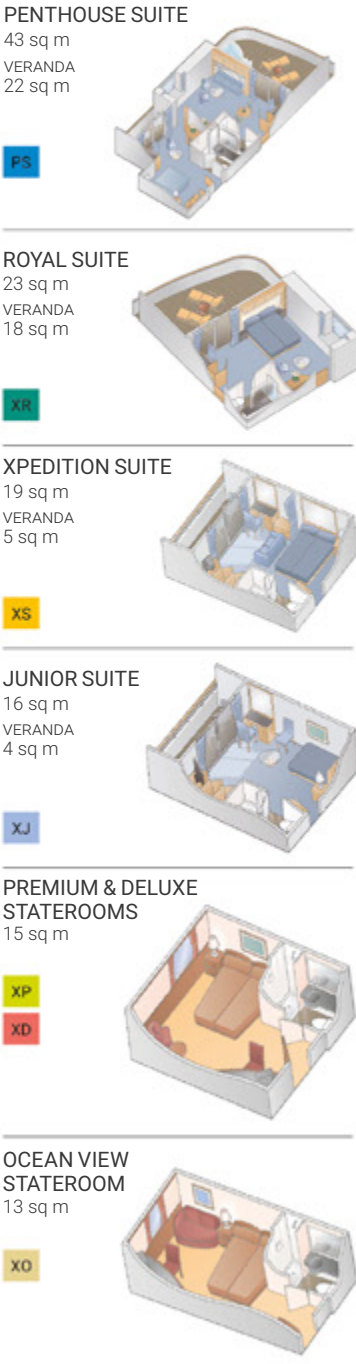 PENTHOUSE SUITE
43 sq m
VERANDA
22 sq m
PS
ROYAL SUITE
23 sq m
VERANDA
18 sq m
XR
XPEDITION SUITE
19 sq m
VERANDA
5 sq m
XS
JUNIOR SUITE
16 sq m
VERANDA
4 sq m
XJ
PREMIUM & DELUXE
STATEROOMS
15 sq m
XP
XD
OCEAN VIEW
STATEROOM
13 sq m
XO